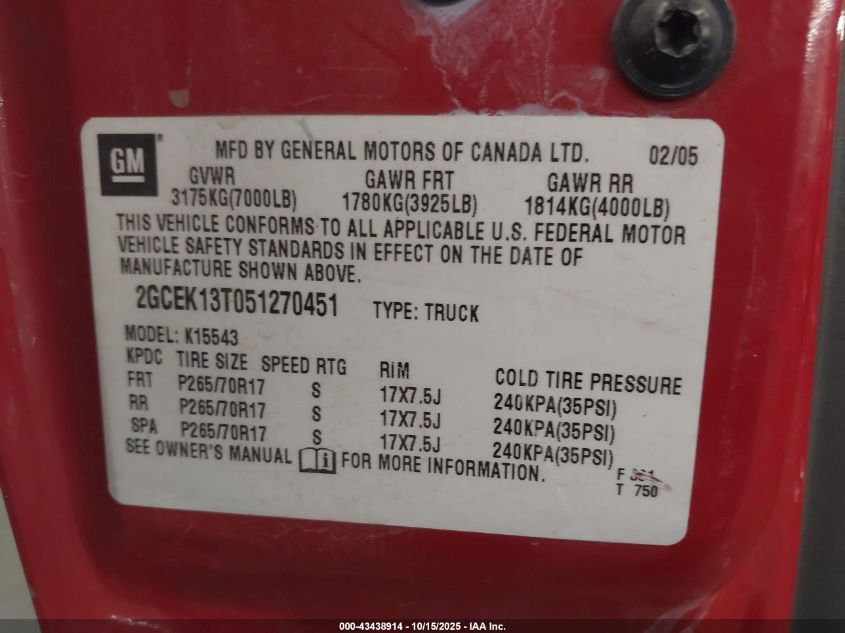 GM
MFD BY GENERAL MOTORS OF CANADA LTD. 02/05
GVWR GAWR FRT GAWR RR
3175KG(7000LB) 1780KG(3925LB) 1814KG(4000LB)
THIS VEHICLE CONFORMS TO ALL APPLICABLE U.S. FEDERAL MOTOR
VEHICLE SAFETY STANDARDS IN EFFECT ON THE DATE OF
MANUFACTURE SHOWN ABOVE.
2GCEK13T051270451 TYPE: TRUCK
MODEL: K15543
KPDC TIRE SIZE SPEED RTG RIM COLD TIRE PRESSURE
FRT P265/70R17 S 17X7.5J 240KPA(35PSI)
RR P265/70R17 S 17X7.5J 240KPA(35PSI)
SPA P265/70R17 S 17X7.5J 240KPA(35PSI)
SEE OWNER'S MANUAL i FOR MORE INFORMATION.
F
T 750
000-43438914 - 10/15/2025 - IAA Inc.